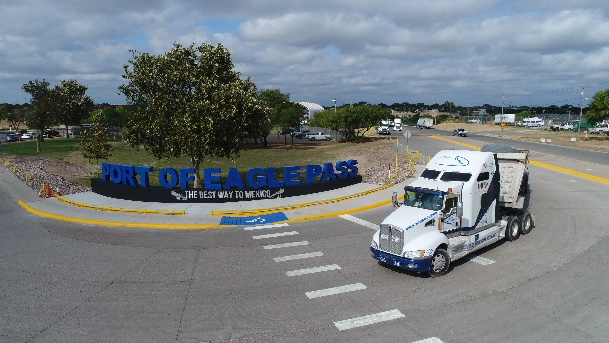 PORT OF EAGLE PASS
THE BEST WAY TO MEXICO